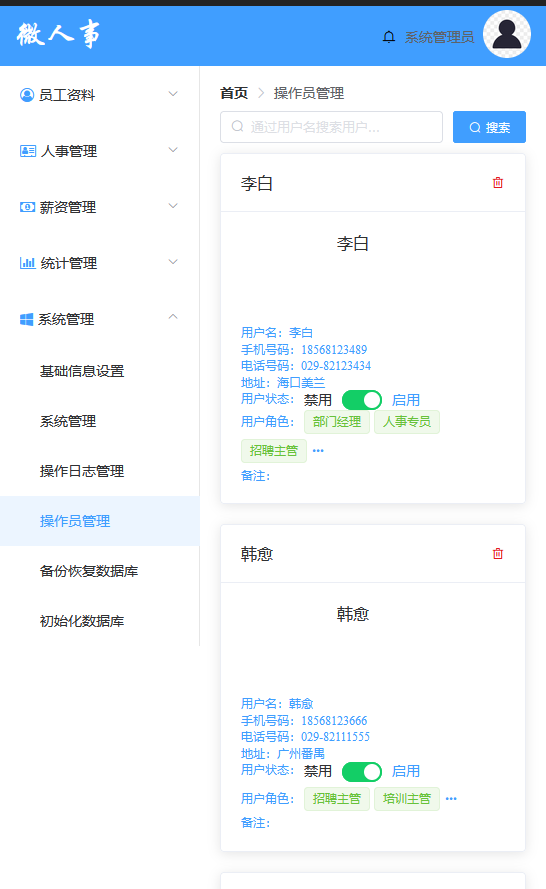 微人事
系统管理员
员工资料
人事管理
薪资管理
统计管理
系统管理
基础信息设置
系统管理
操作日志管理
操作员管理
备份恢复数据库
初始化数据库
首页 > 操作员管理
通过用户名搜索用户...
搜索
李白
李白
用户名：李白
手机号码：18568123489
电话号码：029-82123434
地址：海口美兰
用户状态：禁用 启用
用户角色：部门经理 人事专员
招聘主管 •••
备注：
韩愈
韩愈
用户名：韩愈
手机号码：18568123666
电话号码：029-82111555
地址：广州番禺
用户状态：禁用 启用
用户角色：招聘主管 培训主管 •••
备注：